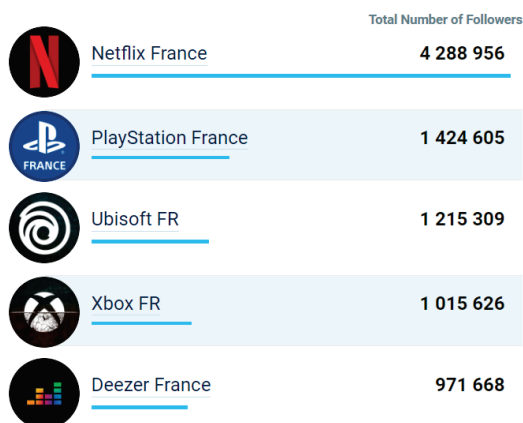 Total Number of Followers
N
Netflix France 4 288 956
FRANCE
PlayStation France 1 424 605
Ubisoft FR 1 215 309
Xbox FR 1 015 626
Deezer France 971 668